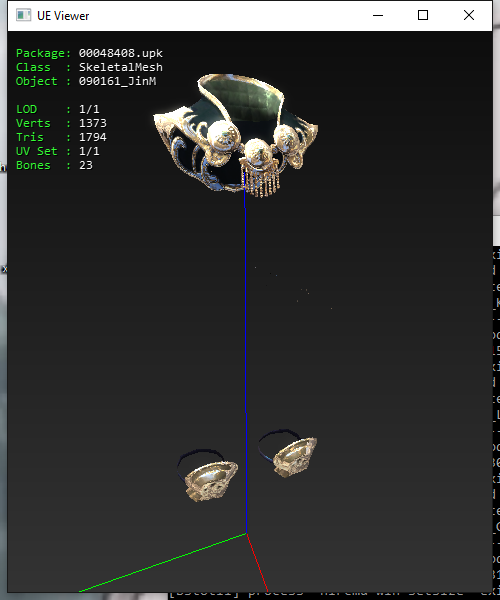 UE Viewer
Package: 00048408.upk
Class : SkeletalMesh
Object : 090161_JinM
LOD : 1/1
Verts : 1373
Tris : 1794
UV Set : 1/1
Bones : 23